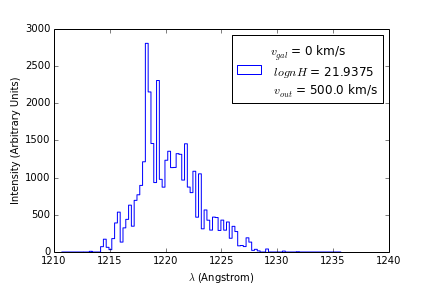 3000
2500
2000
1500
1000
500
0
1210 1215 1220 1225 1230 1235 1240
Intensity (Arbitrary Units)
λ (Angstrom)
v_gal = 0 km/s
lognH = 21.9375
v_out = 500.0 km/s